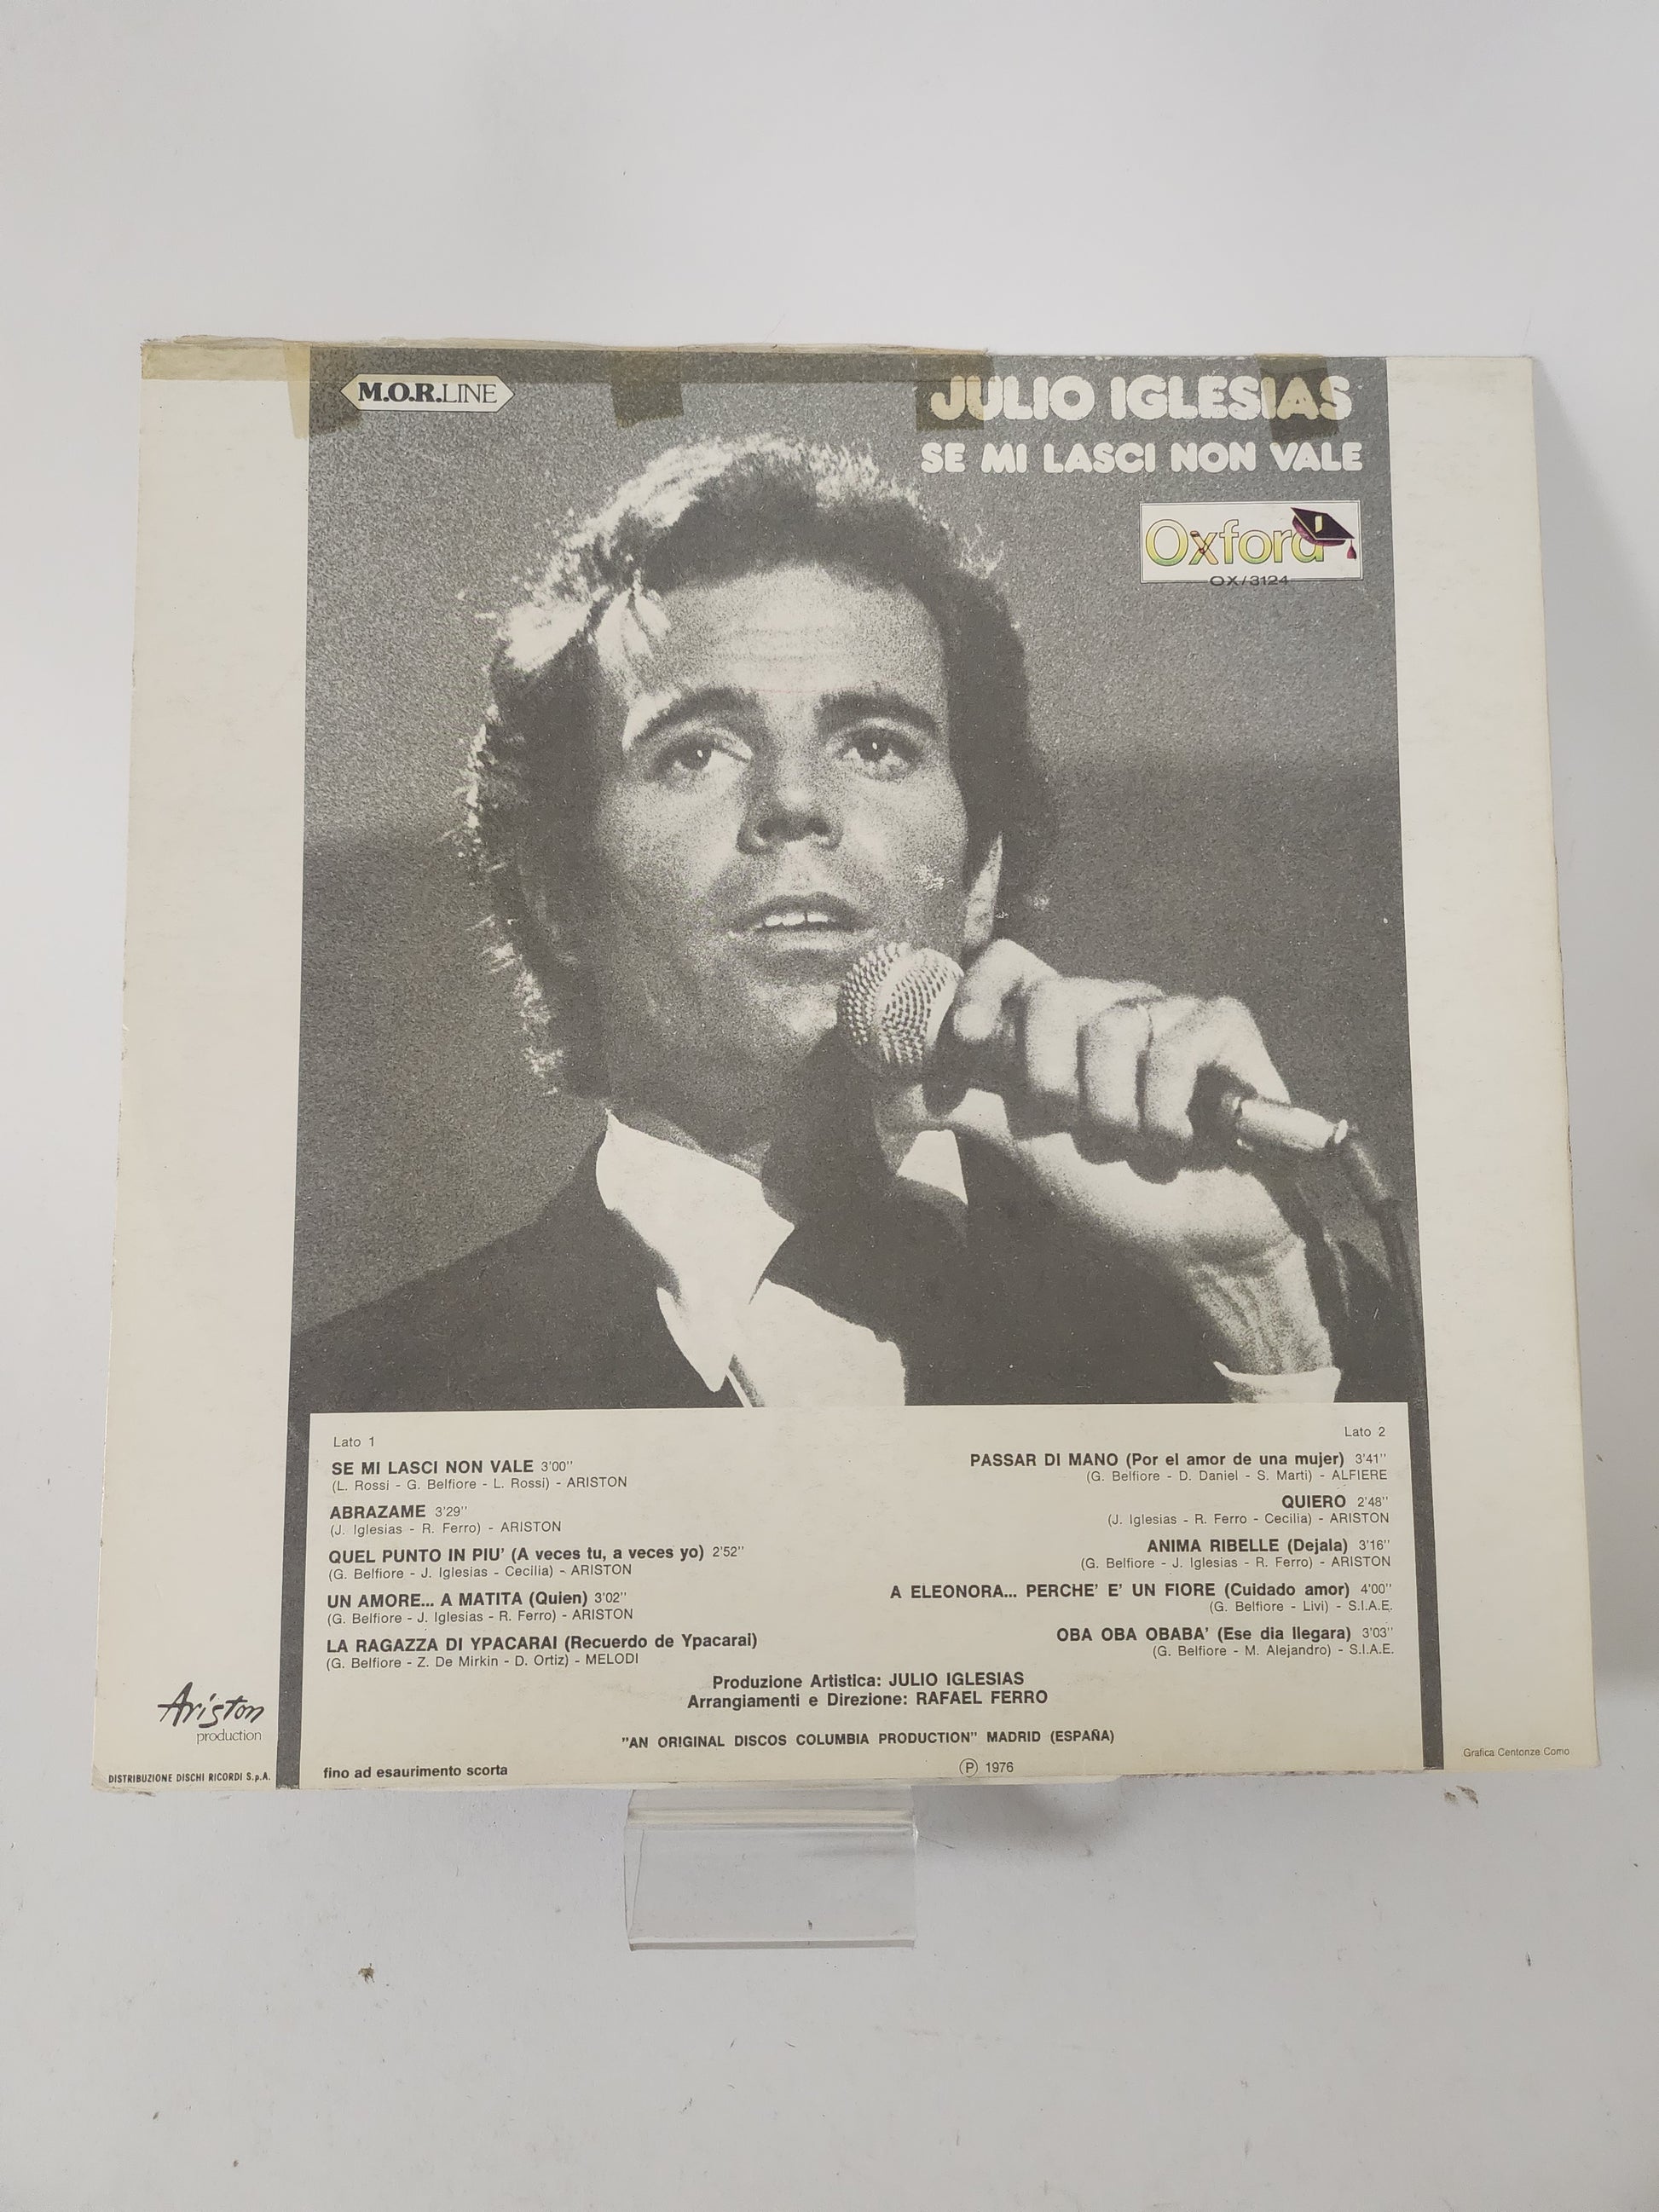 M.O.R.LINE
JULIO IGLESIAS
SE MI LASCI NON VALE
Oxford
OX/3124
Lato 1
SE MI LASCI NON VALE 3'00''
(L. Rossi - G. Belfiore - L. Rossi) - ARISTON
ABRAZAME 3'29''
(J. Iglesias - R. Ferro) - ARISTON
QUEL PUNTO IN PIU' (A veces tu, a veces yo) 2'52''
(G. Belfiore - J. Iglesias - Cecilia) - ARISTON
UN AMORE... A MATITA (Quien) 3'02''
(G. Belfiore - J. Iglesias - R. Ferro) - ARISTON
LA RAGAZZA DI YPACARAI (Recuerdo de Ypacarai)
(G. Belfiore - Z. De Mirkin - D. Ortiz) - MELODI
Lato 2
PASSAR DI MANO (Por el amor de una mujer) 3'41''
(G. Belfiore - D. Daniel - S. Marti) - ALFIERE
QUIERO 2'48''
(J. Iglesias - R. Ferro - Cecilia) - ARISTON
ANIMA RIBELLE (Dejala) 3'16''
(G. Belfiore - J. Iglesias - R. Ferro) - ARISTON
A ELEONORA... PERCHE' E' UN FIORE (Cuidado amor) 4'00''
(G. Belfiore - Livi) - S.I.A.E.
OBA OBA OBABA' (Ese dia llegara) 3'03''
(G. Belfiore - M. Alejandro) - S.I.A.E.
Produzione Artistica: JULIO IGLESIAS
Arrangiamenti e Direzione: RAFAEL FERRO
"AN ORIGINAL DISCOS COLUMBIA PRODUCTION" MADRID (ESPAÑA)
Ⓟ 1976
fino ad esaurimento scorta
Ariston
production
DISTRIBUZIONE DISCHI RICORDI S.p.A.
Grafica Centonze Como